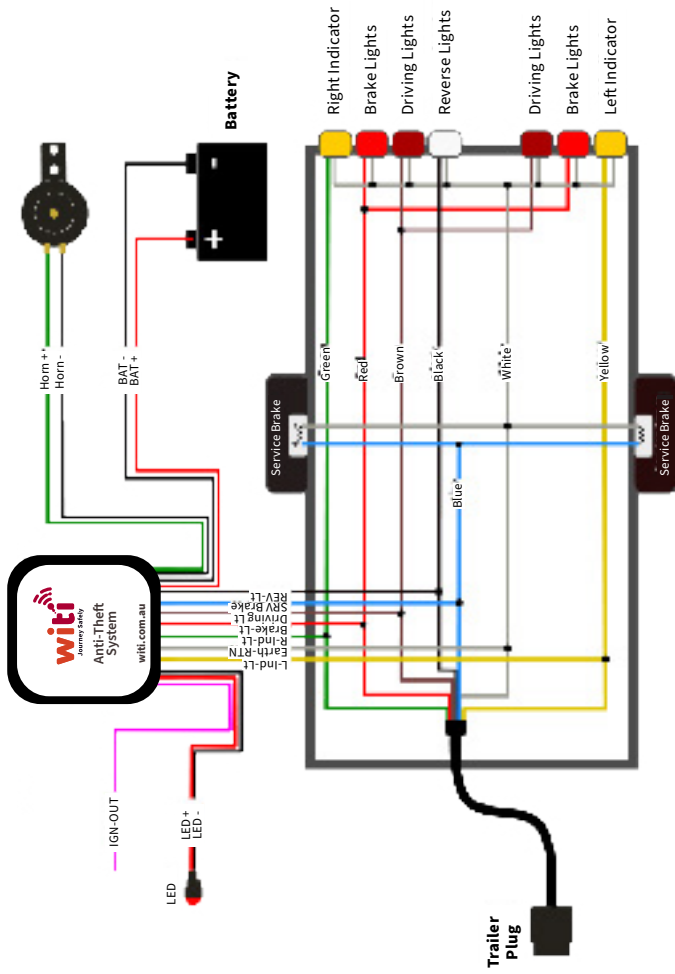 Right Indicator
Brake Lights
Driving Lights
Reverse Lights
Driving Lights
Brake Lights
Left Indicator
Battery
Horn +'
Horn -
BAT -
BAT +
Green
Red
Brown
Black
White
Yellow
Service Brake
Service Brake
Blue
witi
Journey Safely
Anti-Theft
System
witi.com.au
REV-Lt
SRV Brake
Driving Lt
Brake-Lt
R-Ind-Lt
Earth-RTN
L-Ind-Lt
IGN-OUT
LED +
LED -
LED
Trailer
Plug